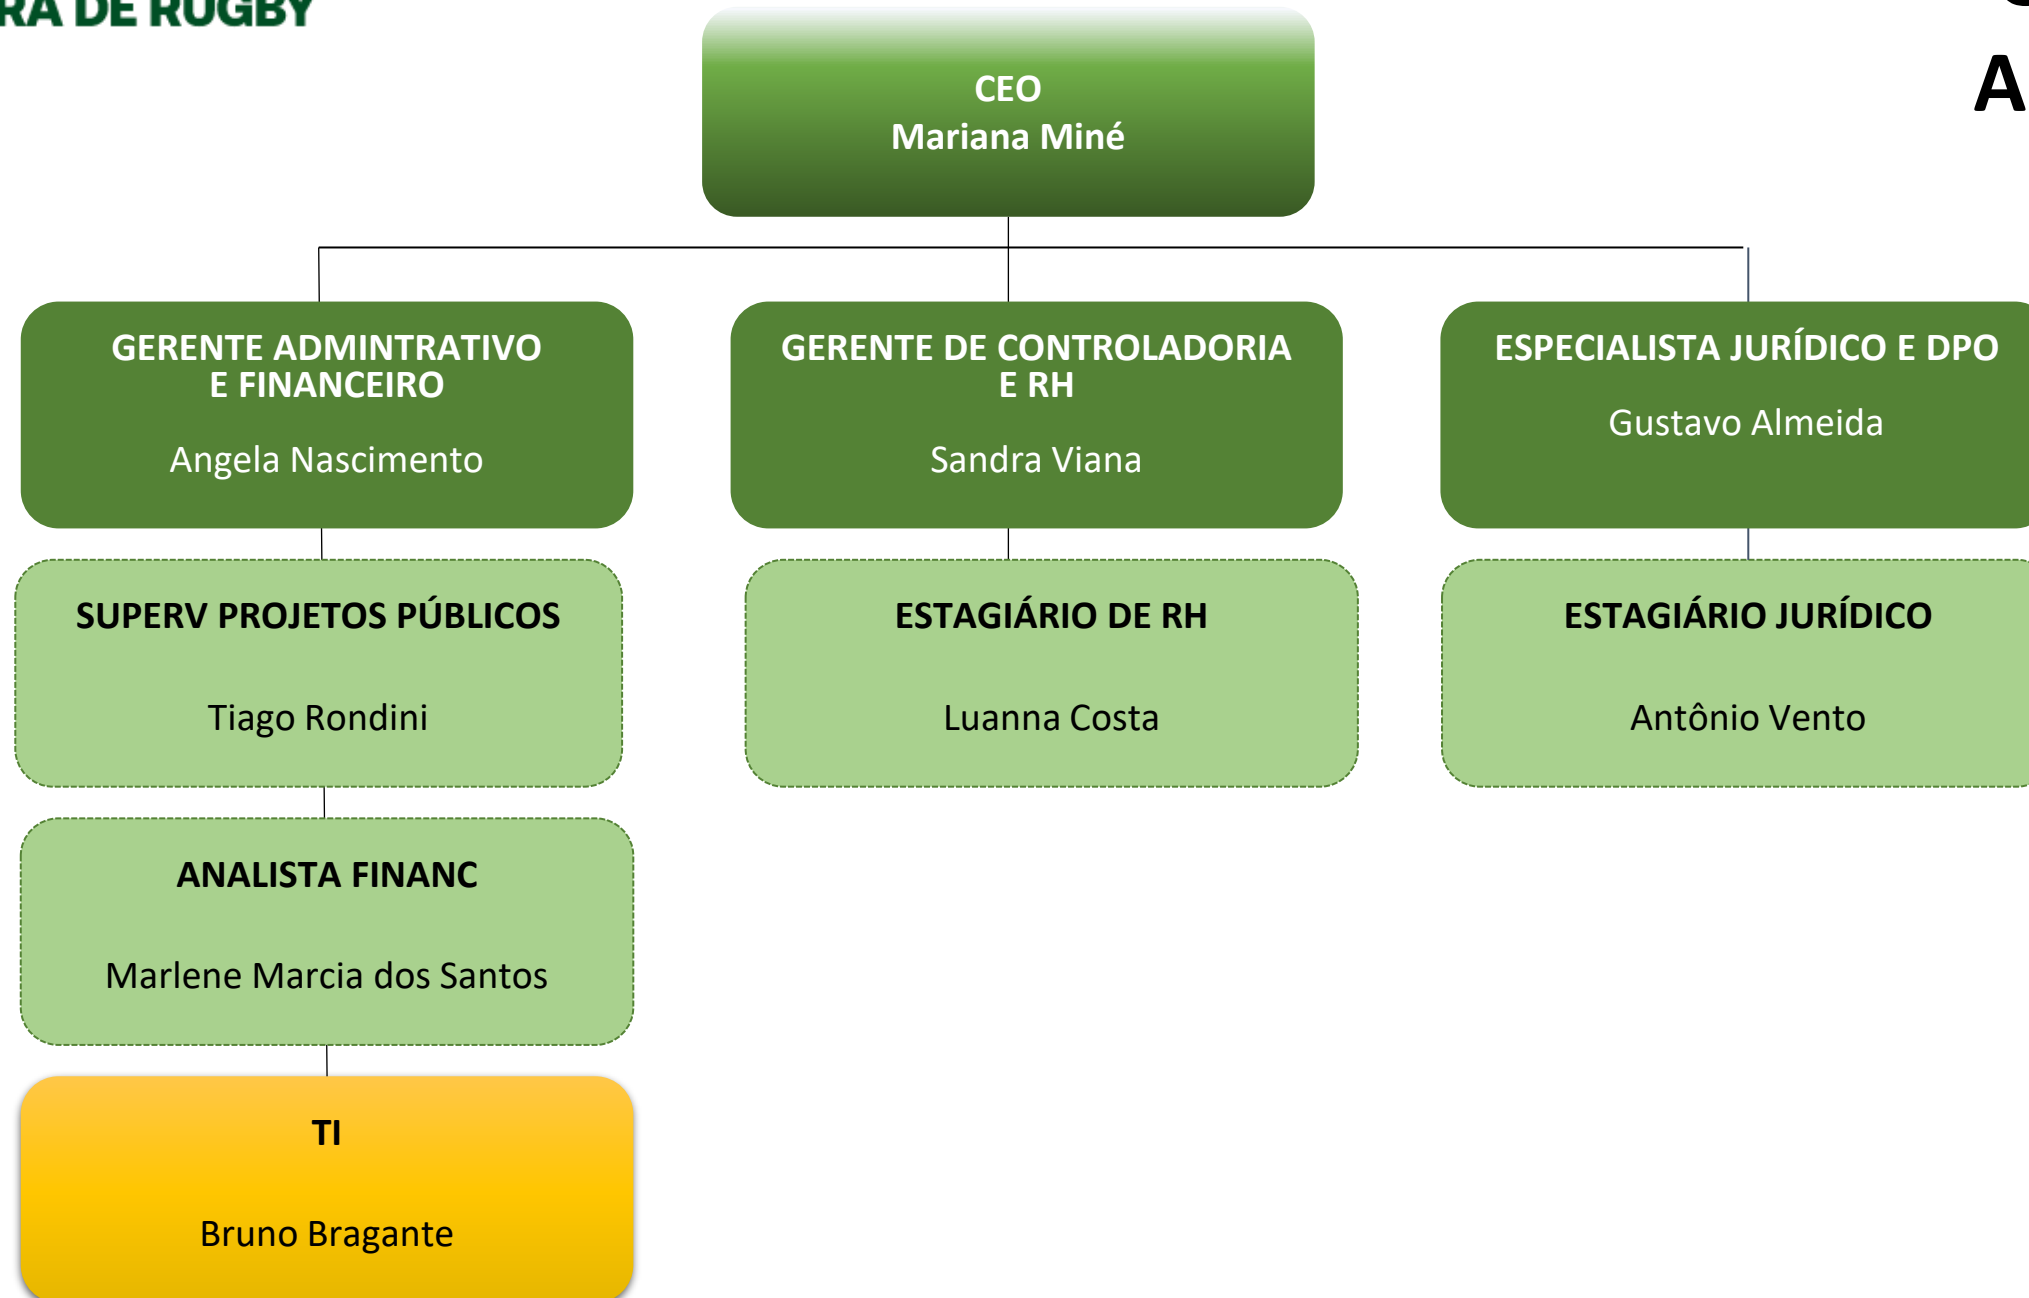 RA DE RUGBY
A
CEO
Mariana Miné
GERENTE ADMINTRATIVO
E FINANCEIRO
Angela Nascimento
GERENTE DE CONTROLADORIA
E RH
Sandra Viana
ESPECIALISTA JURÍDICO E DPO
Gustavo Almeida
SUPERV PROJETOS PÚBLICOS
Tiago Rondini
ESTAGIÁRIO DE RH
Luanna Costa
ESTAGIÁRIO JURÍDICO
Antônio Vento
ANALISTA FINANC
Marlene Marcia dos Santos
TI
Bruno Bragante